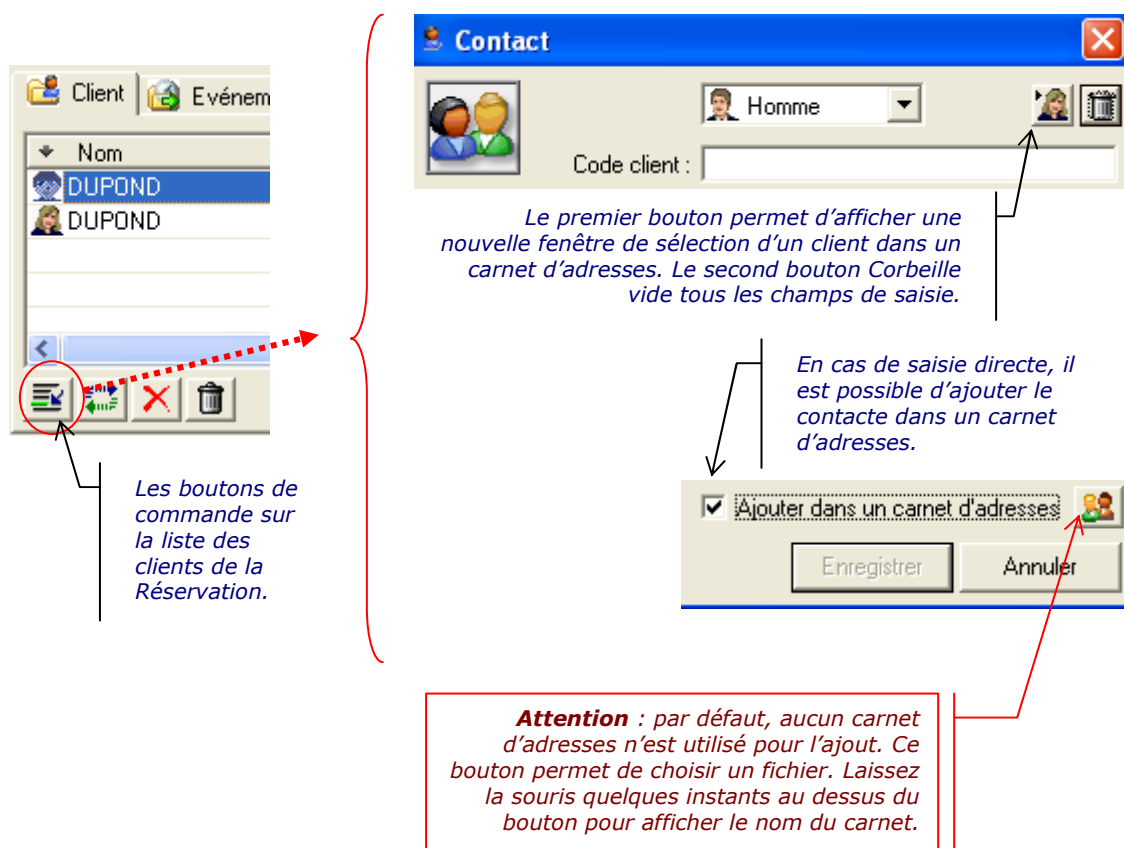 Client
Evénem
Nom
DUPOND
DUPOND
Les boutons de
commande sur
la liste des
clients de la
Réservation.
Contact
Homme
Code client :
Le premier bouton permet d’afficher une
nouvelle fenêtre de sélection d’un client dans un
carnet d’adresses. Le second bouton Corbeille
vide tous les champs de saisie.
En cas de saisie directe, il
est possible d’ajouter le
contacte dans un carnet
d’adresses.
Ajouter dans un carnet d'adresses
Enregistrer
Annuler
Attention : par défaut, aucun carnet
d’adresses n’est utilisé pour l’ajout. Ce
bouton permet de choisir un fichier. Laissez
la souris quelques instants au dessus du
bouton pour afficher le nom du carnet.